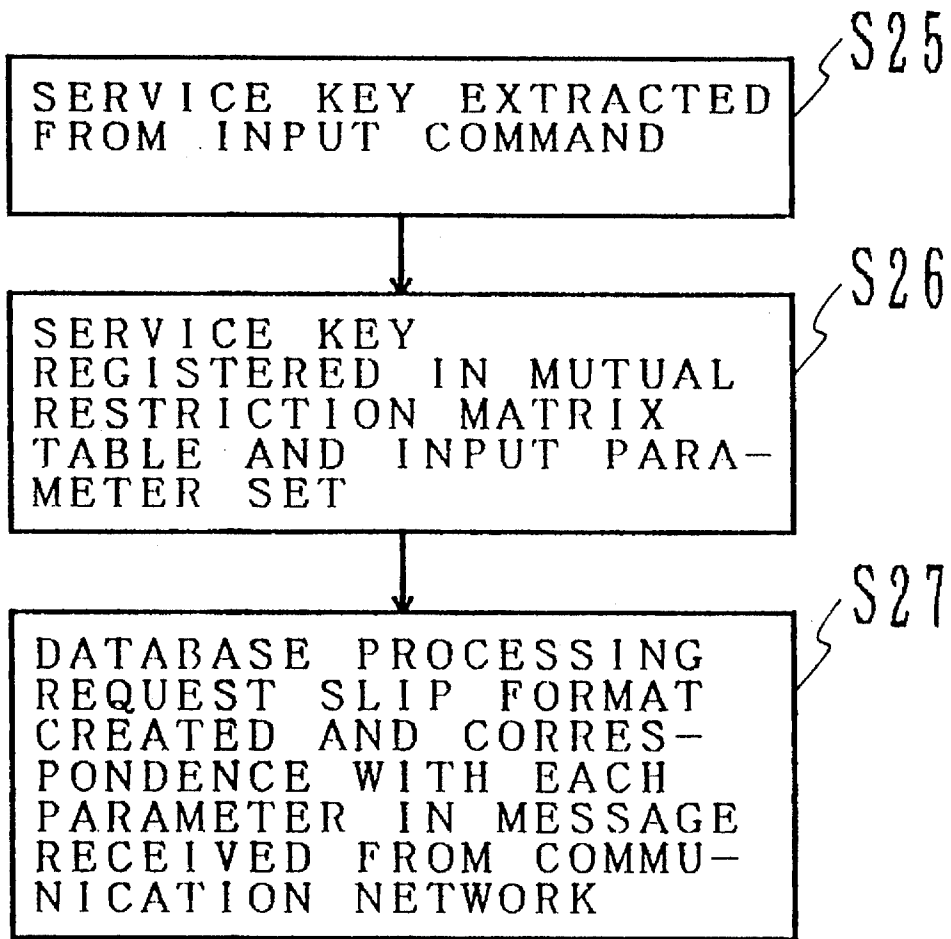 S25
SERVICE KEY EXTRACTED
FROM INPUT COMMAND
S26
SERVICE KEY
REGISTERED IN MUTUAL
RESTRICTION MATRIX
TABLE AND INPUT PARA-
METER SET
S27
DATABASE PROCESSING
REQUEST SLIP FORMAT
CREATED AND CORRES-
PONDENCE WITH EACH
PARAMETER IN MESSAGE
RECEIVED FROM COMMU-
NICATION NETWORK